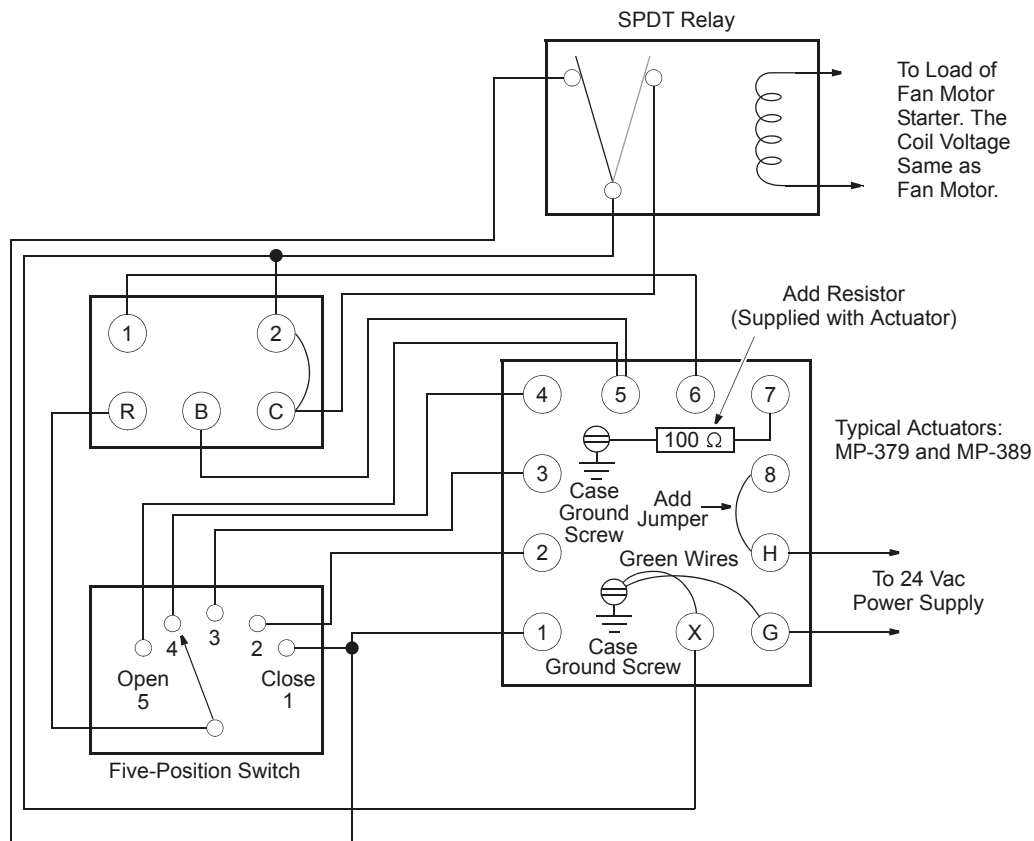 SPDT Relay
To Load of
Fan Motor
Starter. The
Coil Voltage
Same as
Fan Motor.
Add Resistor
(Supplied with Actuator)
1
2
R
B
C
4
5
6
7
100 Ω
Typical Actuators:
MP-379 and MP-389
3
Case
Ground
Screw
Add
Jumper
8
2
Green Wires
H
To 24 Vac
Power Supply
1
Case
Ground Screw
X
G
4
3
2
Open
5
Close
1
Five-Position Switch